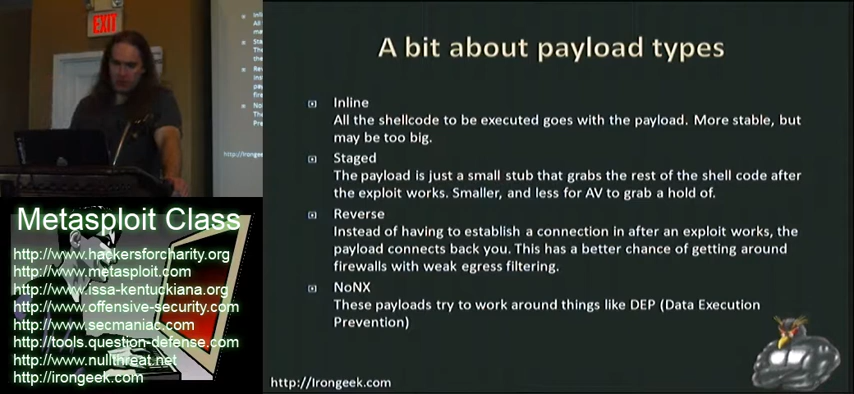 EXIT
Metasploit Class
http://www.hackersforcharity.org
http://www.metasploit.com
http://www.issa-kentuckiana.org
http://www.offensive-security.com
http://www.secmaniac.com
http://tools.question-defense.com
http://www.nullthreat.net
http://irongeek.com
A bit about payload types
Inline
All the shellcode to be executed goes with the payload. More stable, but
may be too big.
Staged
The payload is just a small stub that grabs the rest of the shell code after
the exploit works. Smaller, and less for AV to grab a hold of.
Reverse
Instead of having to establish a connection in after an exploit works, the
payload connects back you. This has a better chance of getting around
firewalls with weak egress filtering.
NoNX
These payloads try to work around things like DEP (Data Execution
Prevention)
http://Irongeek.com